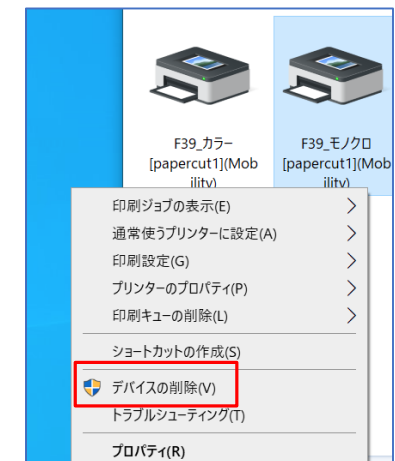 F39_カラー
[papercut1](Mob
ility)
F39_モノクロ
[papercut1](Mob
ility)
印刷ジョブの表示(E)
通常使うプリンターに設定(A)
印刷設定(G)
プリンターのプロパティ(P)
印刷キューの削除(L)
ショートカットの作成(S)
デバイスの削除(V)
トラブルシューティング(T)
プロパティ(R)